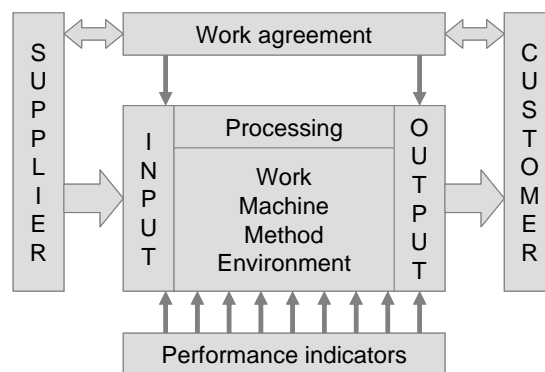 Work agreement
SUPPLIER
INPUT
Processing
Work
Machine
Method
Environment
OUTPUT
CUSTOMER
Performance indicators